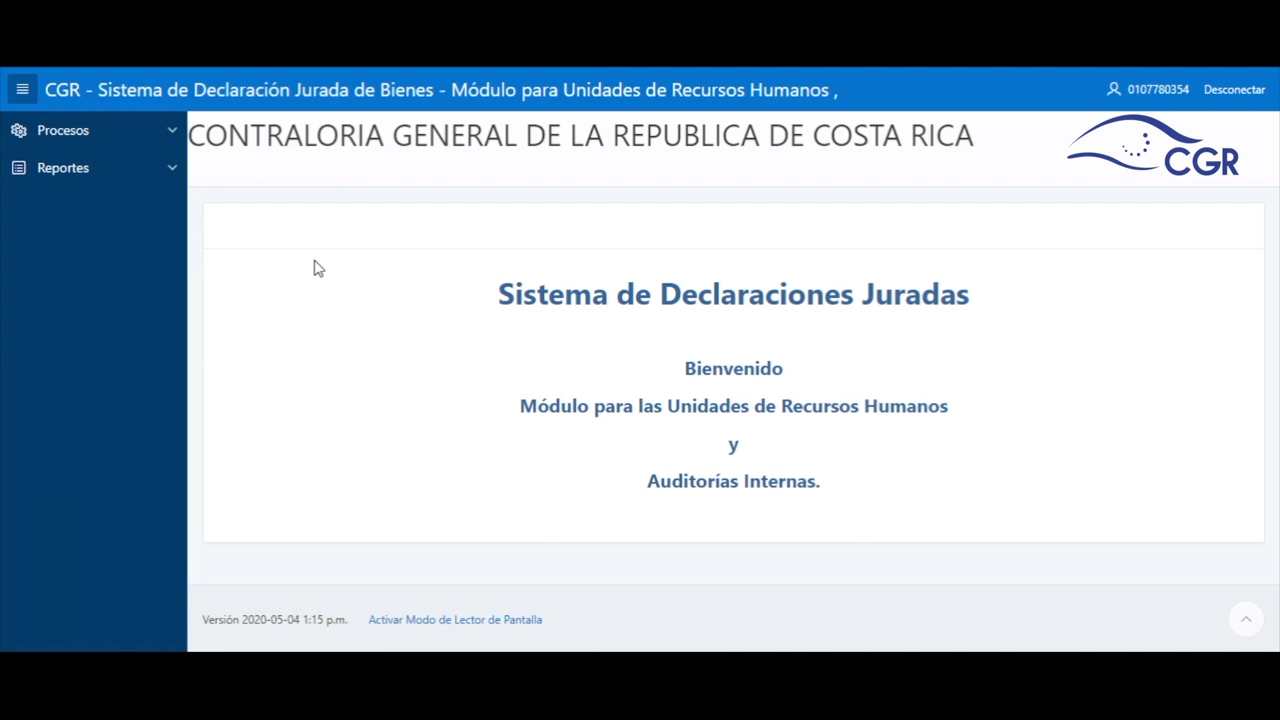 CGR - Sistema de Declaración Jurada de Bienes - Módulo para Unidades de Recursos Humanos ,
0107780354
Desconectar
Procesos
Reportes
CONTRALORIA GENERAL DE LA REPUBLICA DE COSTA RICA
CGR
Sistema de Declaraciones Juradas
Bienvenido
Módulo para las Unidades de Recursos Humanos
y
Auditorías Internas.
Versión 2020-05-04 1:15 p.m.
Activar Modo de Lector de Pantalla